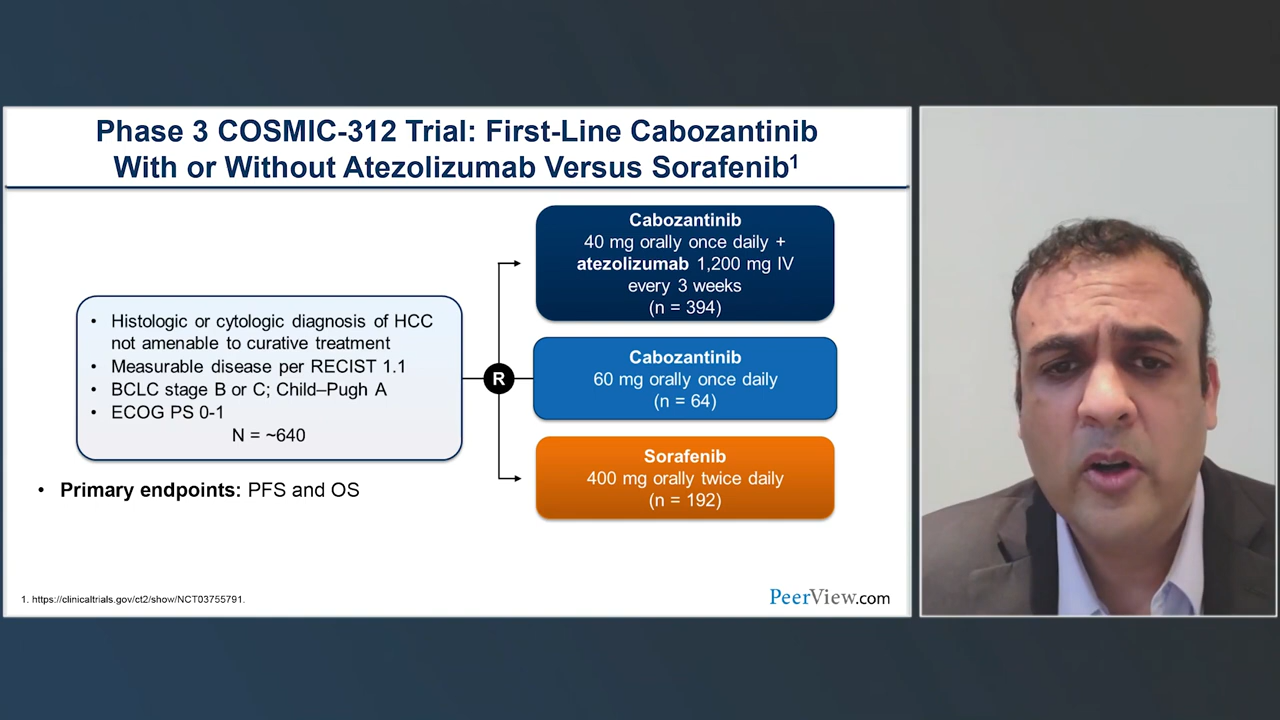 Phase 3 COSMIC-312 Trial: First-Line Cabozantinib
With or Without Atezolizumab Versus Sorafenib1
• Histologic or cytologic diagnosis of HCC
not amenable to curative treatment
• Measurable disease per RECIST 1.1
• BCLC stage B or C; Child–Pugh A
• ECOG PS 0-1
N = ~640
R
Cabozantinib
40 mg orally once daily +
atezolizumab 1,200 mg IV
every 3 weeks
(n = 394)
Cabozantinib
60 mg orally once daily
(n = 64)
Sorafenib
400 mg orally twice daily
(n = 192)
• Primary endpoints: PFS and OS
1. https://clinicaltrials.gov/ct2/show/NCT03755791.
PeerView.com